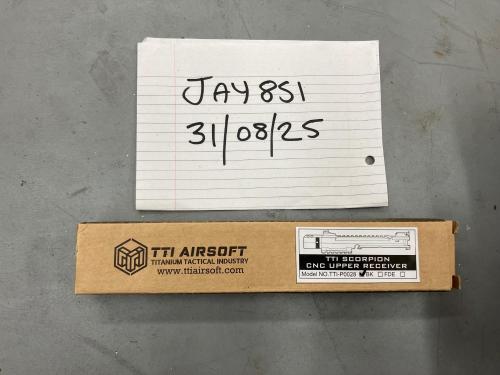 JAY851
31/08/25
TTI AIRSOFT
TITANIUM TACTICAL INDUSTRY
www.ttiairsoft.com
TTI SCORPION
CNC UPPER RECEIVER
Model NO.TTI-P0028 ☑BK ☐FDE ☐